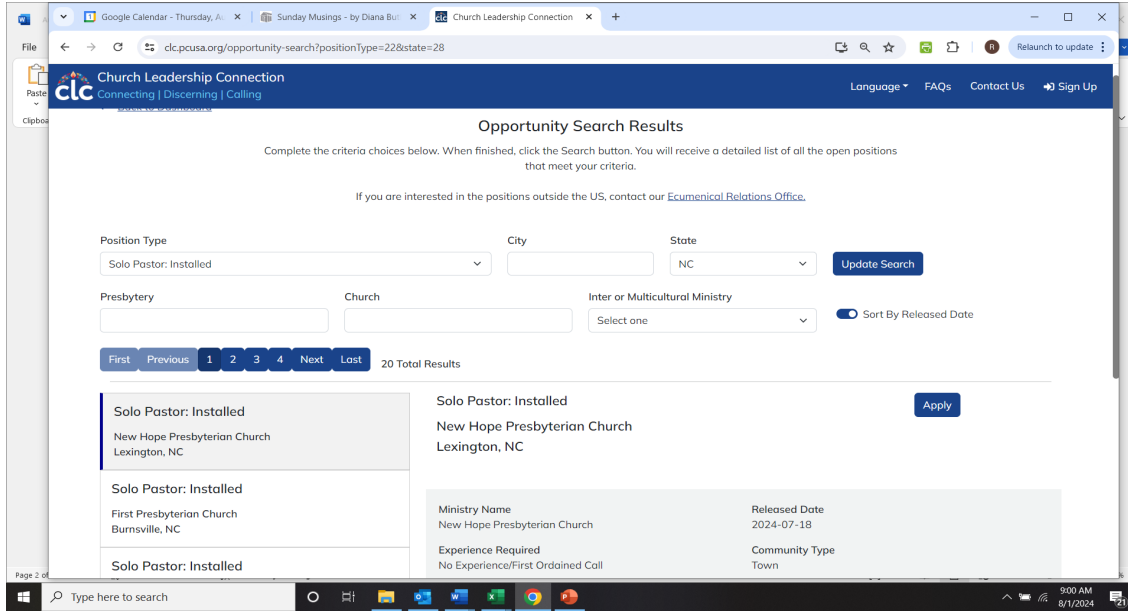 Google Calendar - Thursday, Au
Sunday Musings - by Diana But
Church Leadership Connection
File
clc.pcusa.org/opportunity-search?positionType=22&state=28
R
Relaunch to update
Paste
Clipboa
clc
Church Leadership Connection
Connecting | Discerning | Calling
Language
FAQs
Contact Us
Sign Up
Back to Dashboard
Opportunity Search Results
Complete the criteria choices below. When finished, click the Search button. You will receive a detailed list of all the open positions
that meet your criteria.
If you are interested in the positions outside the US, contact our Ecumenical Relations Office.
Position Type
City
State
Solo Pastor: Installed
NC
Update Search
Presbytery
Church
Inter or Multicultural Ministry
Select one
Sort By Released Date
First Previous 1 2 3 4 Next Last
20 Total Results
Solo Pastor: Installed
New Hope Presbyterian Church
Lexington, NC
Solo Pastor: Installed
First Presbyterian Church
Burnsville, NC
Solo Pastor: Installed
Solo Pastor: Installed
Apply
New Hope Presbyterian Church
Lexington, NC
Ministry Name
New Hope Presbyterian Church
Released Date
2024-07-18
Experience Required
No Experience/First Ordained Call
Community Type
Town
Page 2 of
Type here to search
9:00 AM
8/1/2024
21